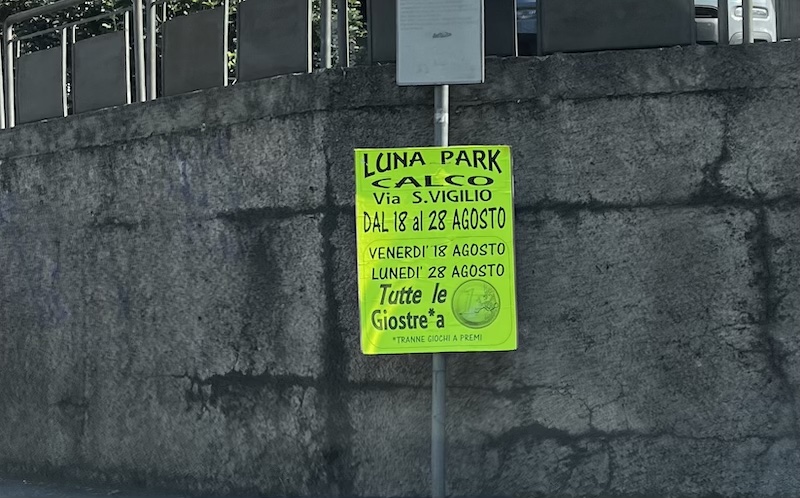 LUNA PARK
CALCO
Via S.VIGILIO
DAL 18 al 28 AGOSTO
VENERDI' 18 AGOSTO
LUNEDI' 28 AGOSTO
Tutte le
Giostre*a
*TRANNE GIOCHI A PREMI